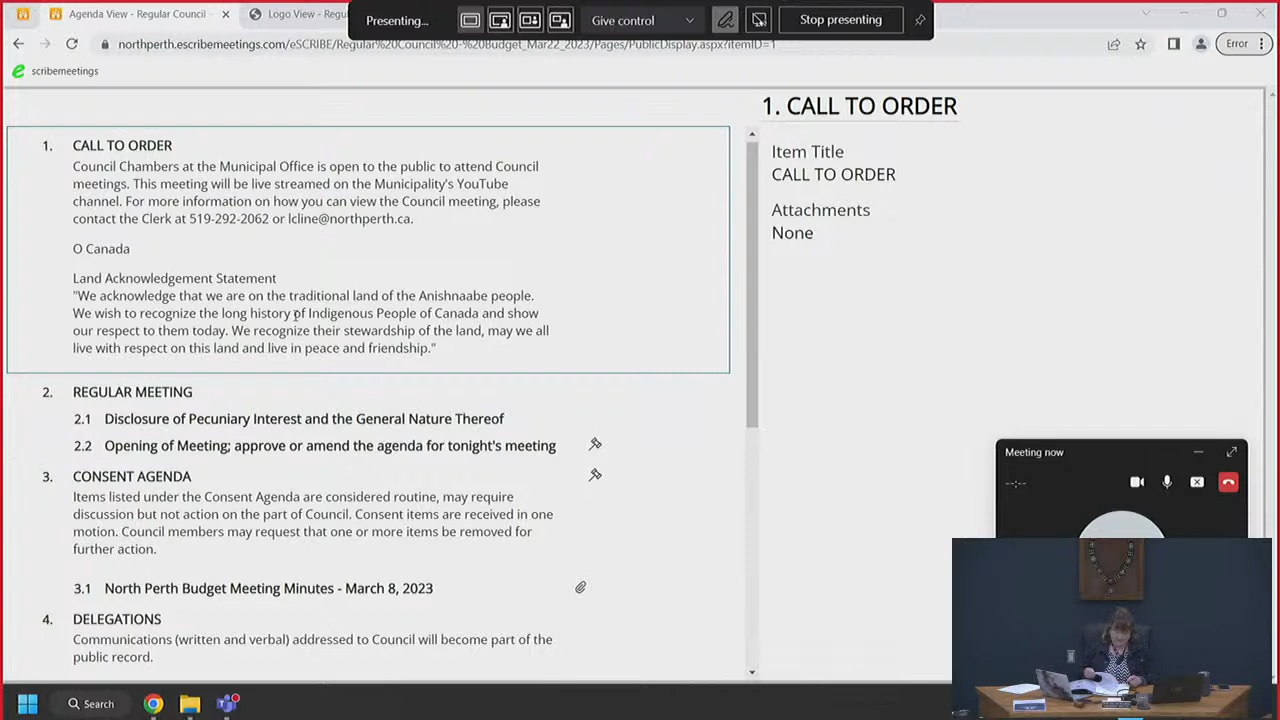 Agenda View - Regular Council
Logo View - Regu
Presenting...
Give control
Stop presenting
northperth.escribemeetings.com/eSCRIBE/Regular%20Council%20-%20Budget_Mar22_2023/Pages/PublicDisplay.aspx?itemID=1
Error
e scribemeetings
1. CALL TO ORDER
Council Chambers at the Municipal Office is open to the public to attend Council
meetings. This meeting will be live streamed on the Municipality's YouTube
channel. For more information on how you can view the Council meeting, please
contact the Clerk at 519-292-2062 or lcline@northperth.ca.
O Canada
Land Acknowledgement Statement
"We acknowledge that we are on the traditional land of the Anishnaabe people.
We wish to recognize the long history of Indigenous People of Canada and show
our respect to them today. We recognize their stewardship of the land, may we all
live with respect on this land and live in peace and friendship."
2. REGULAR MEETING
2.1 Disclosure of Pecuniary Interest and the General Nature Thereof
2.2 Opening of Meeting; approve or amend the agenda for tonight's meeting
3. CONSENT AGENDA
Items listed under the Consent Agenda are considered routine, may require
discussion but not action on the part of Council. Consent items are received in one
motion. Council members may request that one or more items be removed for
further action.
3.1 North Perth Budget Meeting Minutes - March 8, 2023
4. DELEGATIONS
Communications (written and verbal) addressed to Council will become part of the
public record.
1. CALL TO ORDER
Item Title
CALL TO ORDER
Attachments
None
Meeting now
--:--
Search